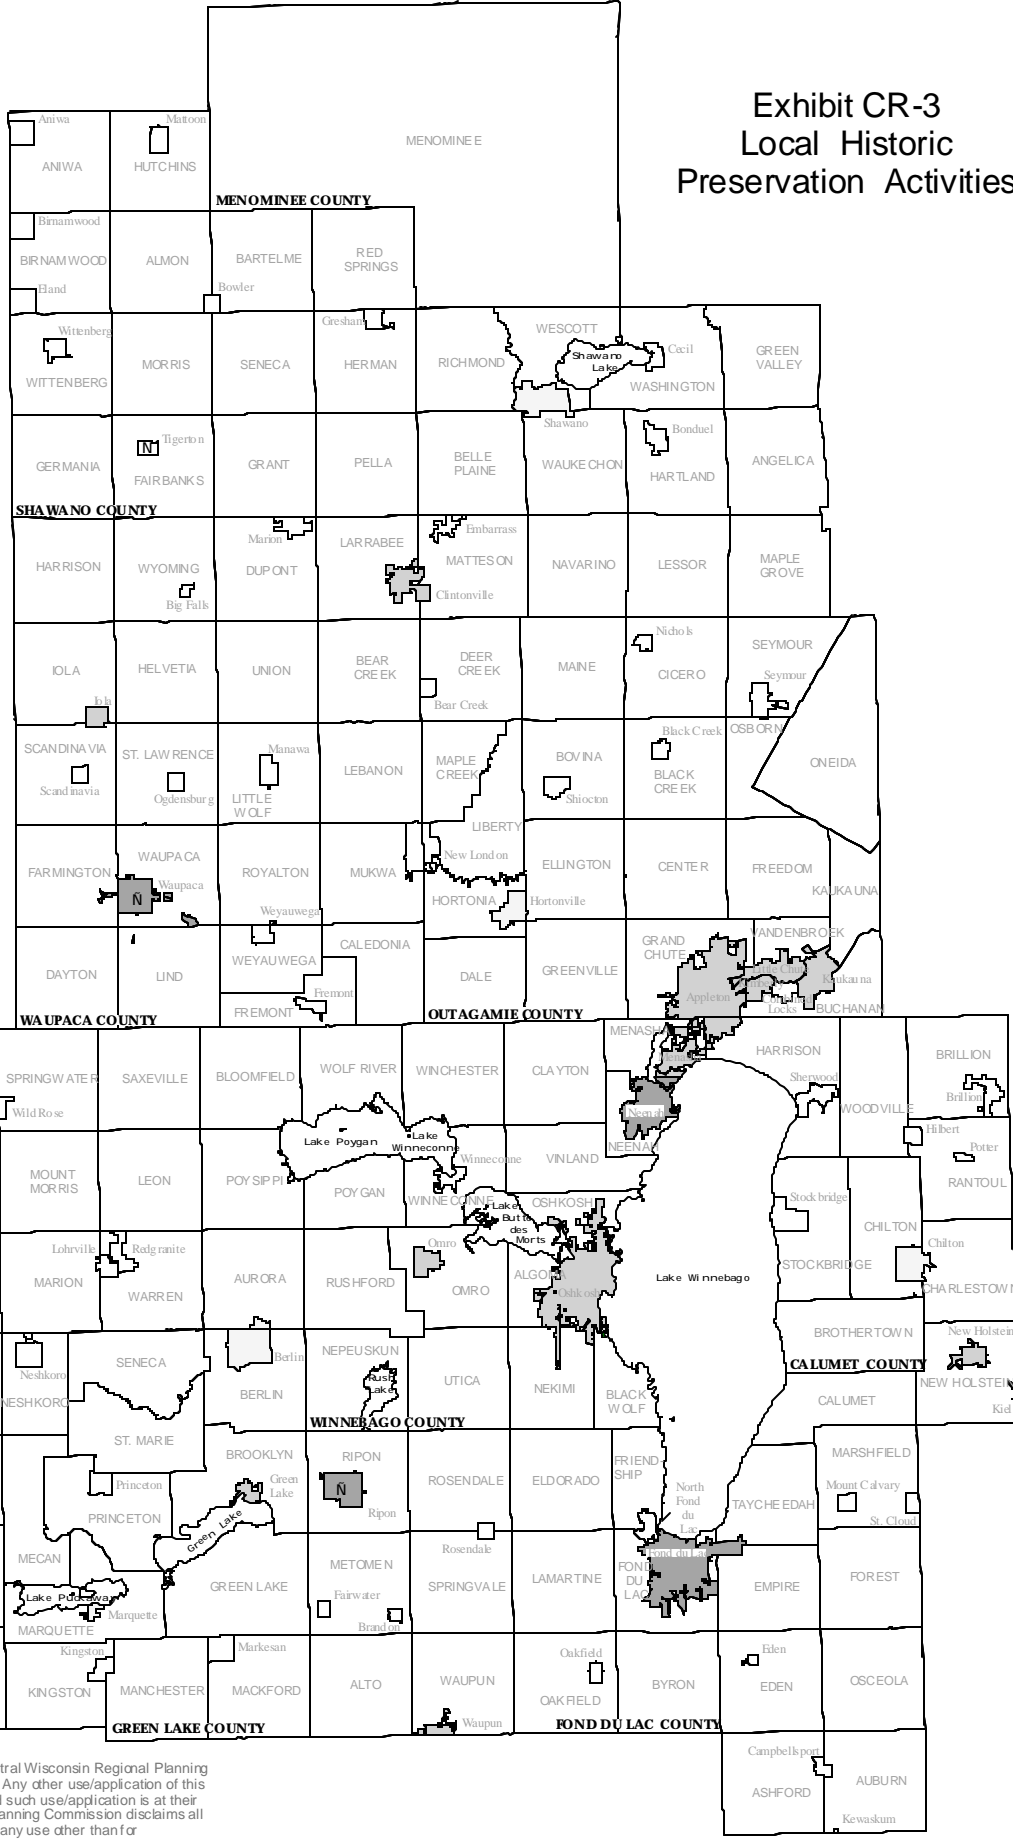 Exhibit CR-3
Local Historic
Preservation Activities
Aniwa
Mattoon
MENOMINEE
ANIWA
HUTCHINS
MENOMINEE COUNTY
Birnamwood
BIRNAMWOOD
ALMON
BARTELME
RED
SPRINGS
Eland
Bowler
Gresham
WESCOTT
Wittenberg
Shawano
Lake
Cecil
GREEN
VALLEY
MORRIS
SENECA
HERMAN
RICHMOND
WITTENBERG
WASHINGTON
Shawano
Bonduel
Tigerton
Ñ
GERMANIA
FAIRBANKS
GRANT
PELLA
BELLE
PLAINE
WAUKECHON
HARTLAND
ANGELICA
SHAWANO COUNTY
Marion
LARRABEE
Embarrass
HARRISON
WYOMING
DUPONT
MATTESON
NAVARINO
LESSOR
MAPLE
GROVE
Big Falls
Clintonville
Nichols
SEYMOUR
IOLA
HELVETIA
UNION
BEAR
CREEK
DEER
CREEK
MAINE
CICERO
Seymour
Iola
Bear Creek
Black Creek
OSBORN
SCANDINAVIA
ST. LAWRENCE
Manawa
LEBANON
MAPLE
CREEK
BOVINA
BLACK
CREEK
ONEIDA
Scandinavia
Ogdensburg
LITTLE
WOLF
Shiocton
LIBERTY
FARMINGTON
WAUPACA
Waupaca
Ñ
ROYALTON
MUKWA
New London
ELLINGTON
CENTER
FREEDOM
KAUKAUNA
HORTONIA
Hortonville
Weyauwega
CALEDONIA
GRAND
CHUTE
VANDENBROEK
DAYTON
LIND
WEYAUWEGA
DALE
GREENVILLE
Little Chute
Kimberly
Kaukauna
Appleton
Combined
Locks
BUCHANAN
Fremont
FREMONT
WAUPACA COUNTY
OUTAGAMIE COUNTY
MENASHA
Menasha
HARRISON
BRILLION
SPRINGWATER
SAXEVILLE
BLOOMFIELD
WOLF RIVER
WINCHESTER
CLAYTON
Sherwood
Brillion
Wild Rose
Neenah
WOODVILLE
Lake Poygan
Lake
Winneconne
NEENAH
Hilbert
Potter
MOUNT
MORRIS
LEON
POYSIPPI
POYGAN
Winneconne
VINLAND
RANTOUL
WINNECONNE
Lake
Butte
des
Morts
OSHKOSH
Stockbridge
CHILTON
Lohrville
Redgranite
Omro
Chilton
MARION
WARREN
AURORA
RUSHFORD
OMRO
ALGOMA
Oshkosh
Lake Winnebago
STOCKBRIDGE
CHARLESTOWN
BROTHERTOWN
New Holstein
Neshkoro
SENECA
Berlin
NEPEUSKUN
CALUMET COUNTY
NESHKORO
BERLIN
Rush
Lake
UTICA
NEKIMI
BLACK
WOLF
CALUMET
NEW HOLSTEIN
Kiel
WINNEBAGO COUNTY
ST. MARIE
BROOKLYN
RIPON
ROSENDALE
ELDORADO
FRIEND-
SHIP
MARSHFIELD
Princeton
Green
Lake
Ñ
Ripon
North
Fond
du
Lac
TAYCHEEDAH
Mount Calvary
St. Cloud
PRINCETON
Green Lake
Rosendale
MECAN
GREEN LAKE
METOMEN
SPRINGVALE
LAMARTINE
Fond du Lac
FOND
DU
LAC
EMPIRE
FOREST
Lake Puckaway
Fairwater
Marquette
Brandon
MARQUETTE
Kingston
Markesan
Oakfield
Eden
KINGSTON
MANCHESTER
MACKFORD
ALTO
WAUPUN
OAKFIELD
BYRON
EDEN
OSCEOLA
GREEN LAKE COUNTY
Waupun
FOND DU LAC COUNTY
Campbellsport
ASHFORD
AUBURN
Kewaskum
tral Wisconsin Regional Planning
Any other use/application of this
such use/application is at their
anning Commission disclaims all
any use other than for